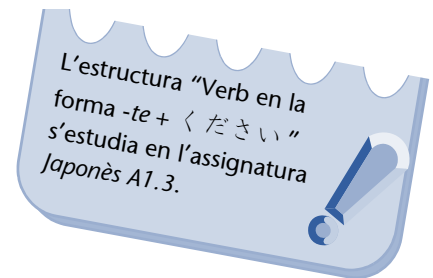 L'estructura "Verb en la
forma -te + ください"
s'estudia en l'assignatura
Japonès A1.3.